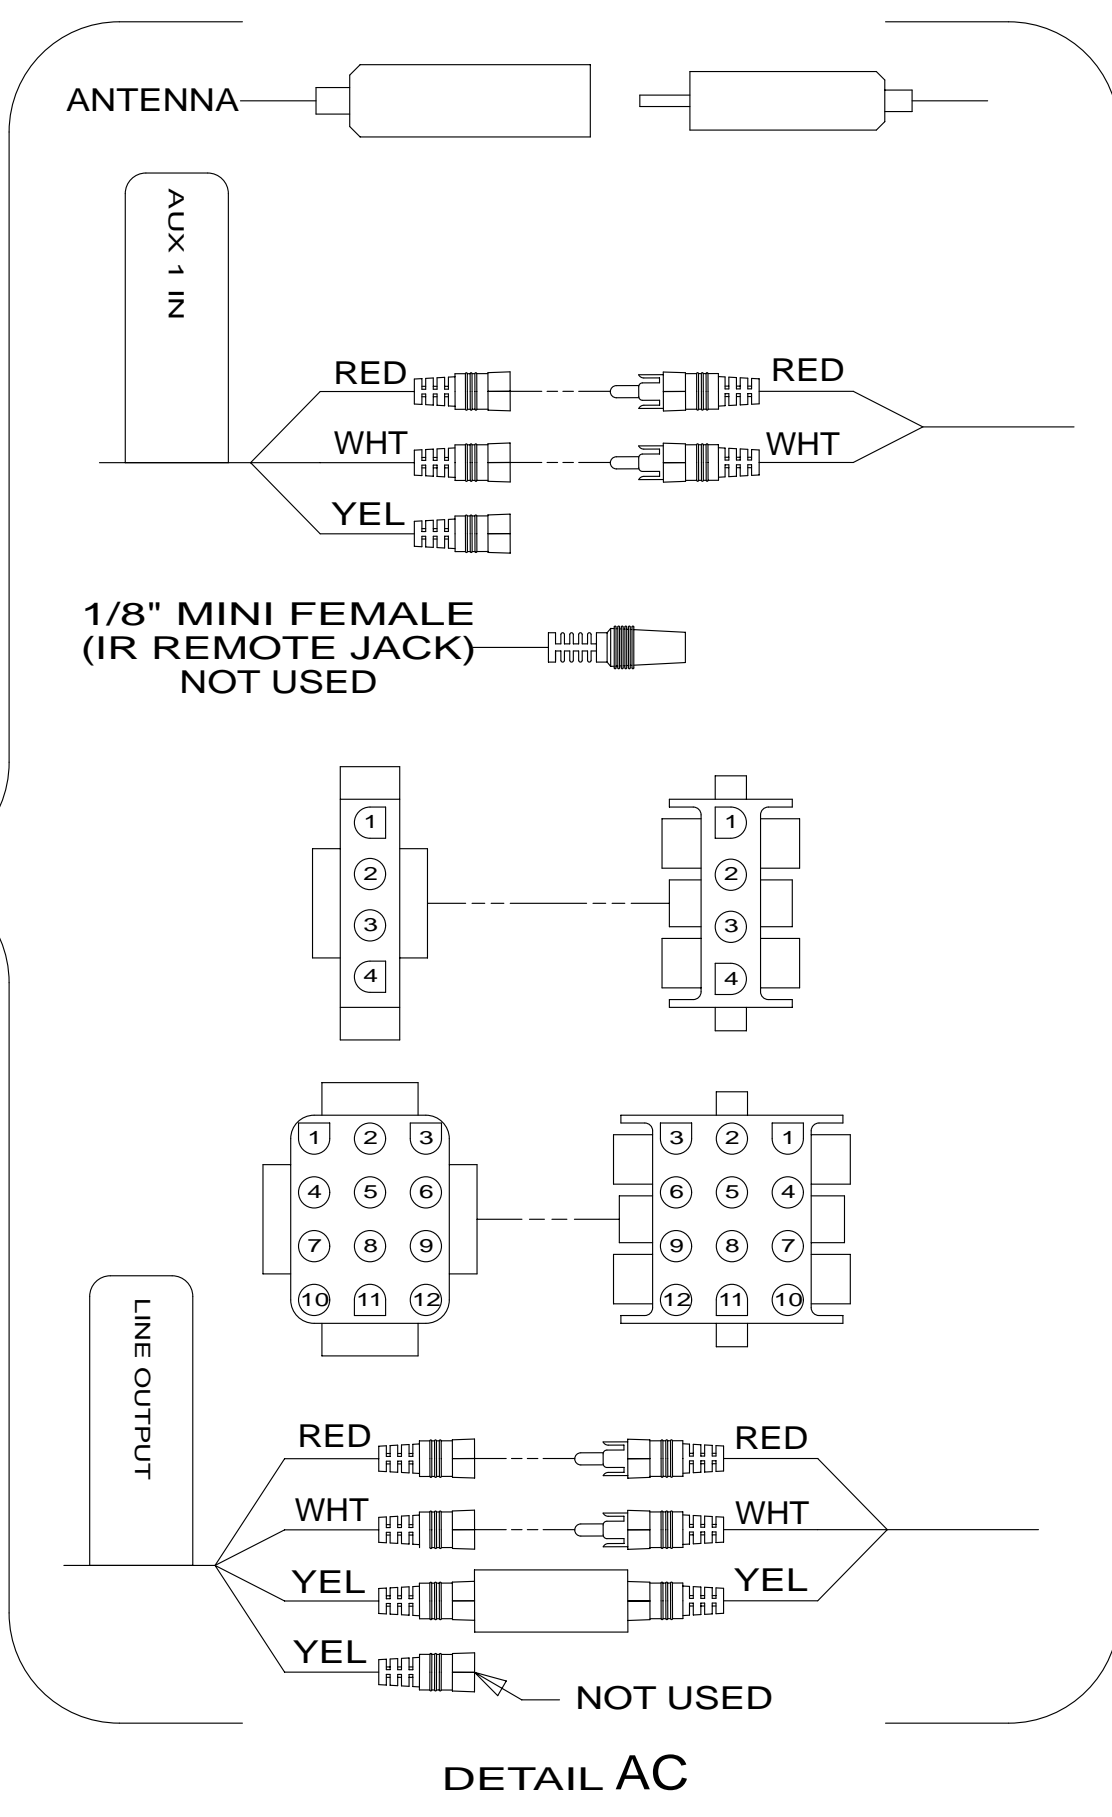 ANTENNA
AUX 1 IN
RED RED
WHT WHT
YEL
1/8" MINI FEMALE
(IR REMOTE JACK)
NOT USED
1 1
2 2
3 3
4 4
1 2 3 3 2 1
4 5 6 6 5 4
7 8 9 9 8 7
10 11 12 12 11 10
LINE OUTPUT
RED RED
WHT WHT
YEL YEL
YEL
NOT USED
DETAIL AC